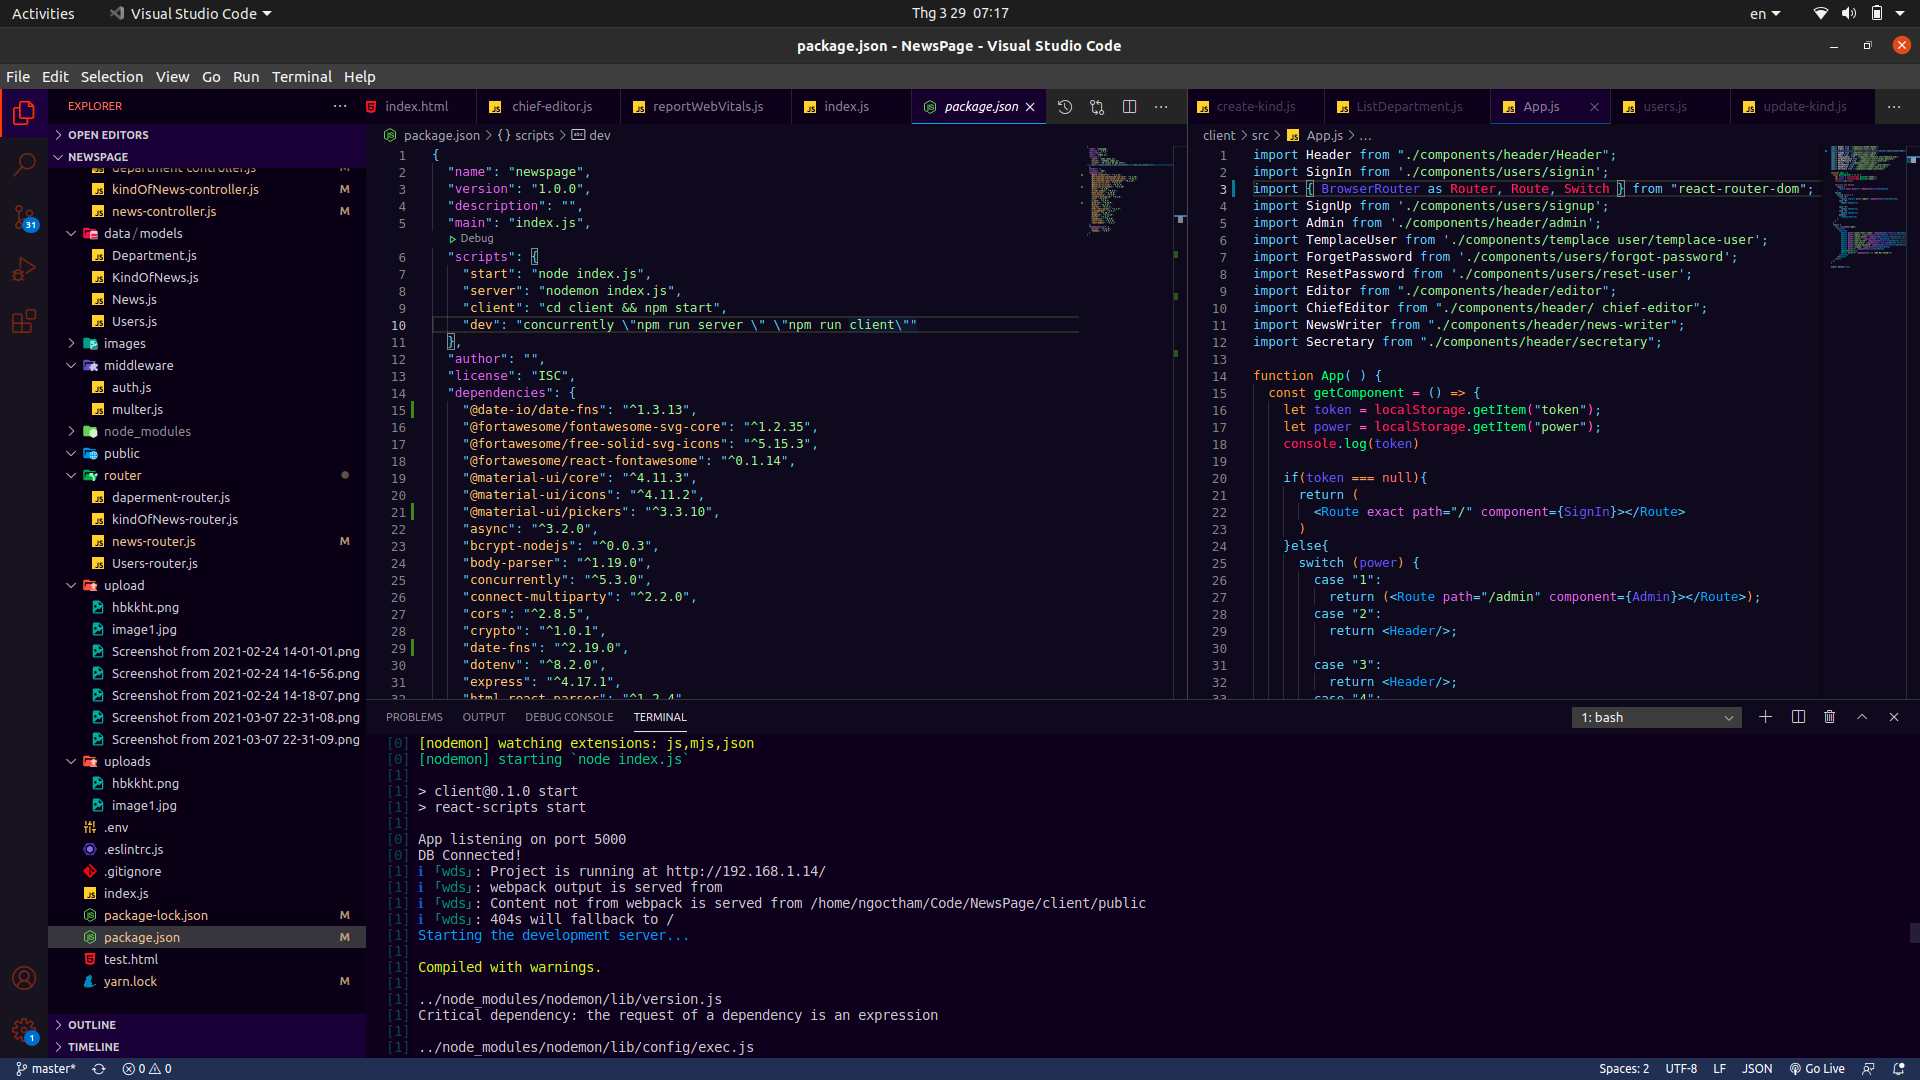 Activities
Visual Studio Code
Thg 3 29 07:17
en
package.json - NewsPage - Visual Studio Code
File Edit Selection View Go Run Terminal Help
EXPLORER
OPEN EDITORS
NEWSPAGE
department-controller.js M
kindOfNews-controller.js M
news-controller.js M
data/models
Department.js
KindOfNews.js
News.js
Users.js
images
middleware
auth.js
multer.js
node_modules
public
router
daperment-router.js
kindOfNews-router.js
news-router.js M
Users-router.js
upload
hbkkht.png
image1.jpg
Screenshot from 2021-02-24 14-01-01.png
Screenshot from 2021-02-24 14-16-56.png
Screenshot from 2021-02-24 14-18-07.png
Screenshot from 2021-03-07 22-31-08.png
Screenshot from 2021-03-07 22-31-09.png
uploads
hbkkht.png
image1.jpg
.env
.eslintrc.js
.gitignore
index.js
package-lock.json M
package.json M
test.html
yarn.lock M
OUTLINE
TIMELINE
31
1
index.html
chief-editor.js
reportWebVitals.js
index.js
package.json
package.json > {} scripts > dev
1 {
2 "name": "newspage",
3 "version": "1.0.0",
4 "description": "",
5 "main": "index.js",
Debug
6 "scripts": {
7 "start": "node index.js",
8 "server": "nodemon index.js",
9 "client": "cd client && npm start",
10 "dev": "concurrently \"npm run server \" \"npm run client\""
11 },
12 "author": "",
13 "license": "ISC",
14 "dependencies": {
15 "@date-io/date-fns": "^1.3.13",
16 "@fortawesome/fontawesome-svg-core": "^1.2.35",
17 "@fortawesome/free-solid-svg-icons": "^5.15.3",
18 "@fortawesome/react-fontawesome": "^0.1.14",
19 "@material-ui/core": "^4.11.3",
20 "@material-ui/icons": "^4.11.2",
21 "@material-ui/pickers": "^3.3.10",
22 "async": "^3.2.0",
23 "bcrypt-nodejs": "^0.0.3",
24 "body-parser": "^1.19.0",
25 "concurrently": "^5.3.0",
26 "connect-multiparty": "^2.2.0",
27 "cors": "^2.8.5",
28 "crypto": "^1.0.1",
29 "date-fns": "^2.19.0",
30 "dotenv": "^8.2.0",
31 "express": "^4.17.1",
32 "html-react-parser": "^1.2.4",
create-kind.js
ListDepartment.js
App.js
users.js
update-kind.js
client > src > App.js > ...
1 import Header from "./components/header/Header";
2 import SignIn from './components/users/signin';
3 import { BrowserRouter as Router, Route, Switch } from "react-router-dom";
4 import SignUp from './components/users/signup';
5 import Admin from './components/header/admin';
6 import TemplaceUser from './components/templace user/templace-user';
7 import ForgetPassword from './components/users/forgot-password';
8 import ResetPassword from './components/users/reset-user';
9 import Editor from "./components/header/editor";
10 import ChiefEditor from "./components/header/ chief-editor";
11 import NewsWriter from "./components/header/news-writer";
12 import Secretary from "./components/header/secretary";
13
14 function App( ) {
15 const getComponent = () => {
16 let token = localStorage.getItem("token");
17 let power = localStorage.getItem("power");
18 console.log(token)
19
20 if(token === null){
21 return (
22 <Route exact path="/" component={SignIn}></Route>
23 )
24 }else{
25 switch (power) {
26 case "1":
27 return (<Route path="/admin" component={Admin}></Route>);
28 case "2":
29 return <Header/>;
30
31 case "3":
32 return <Header/>;
33 case "4":
PROBLEMS OUTPUT DEBUG CONSOLE TERMINAL
1: bash
[0] [nodemon] watching extensions: js,mjs,json
[0] [nodemon] starting `node index.js`
[1]
[1] > client@0.1.0 start
[1] > react-scripts start
[1]
[0] App listening on port 5000
[0] DB Connected!
[1] ℹ ｢wds｣: Project is running at http://192.168.1.14/
[1] ℹ ｢wds｣: webpack output is served from
[1] ℹ ｢wds｣: Content not from webpack is served from /home/ngoctham/Code/NewsPage/client/public
[1] ℹ ｢wds｣: 404s will fallback to /
[1] Starting the development server...
[1]
[1] Compiled with warnings.
[1]
[1] ../node_modules/nodemon/lib/version.js
[1] Critical dependency: the request of a dependency is an expression
[1]
[1] ../node_modules/nodemon/lib/config/exec.js
master*
0 0
Spaces: 2 UTF-8 LF JSON Go Live